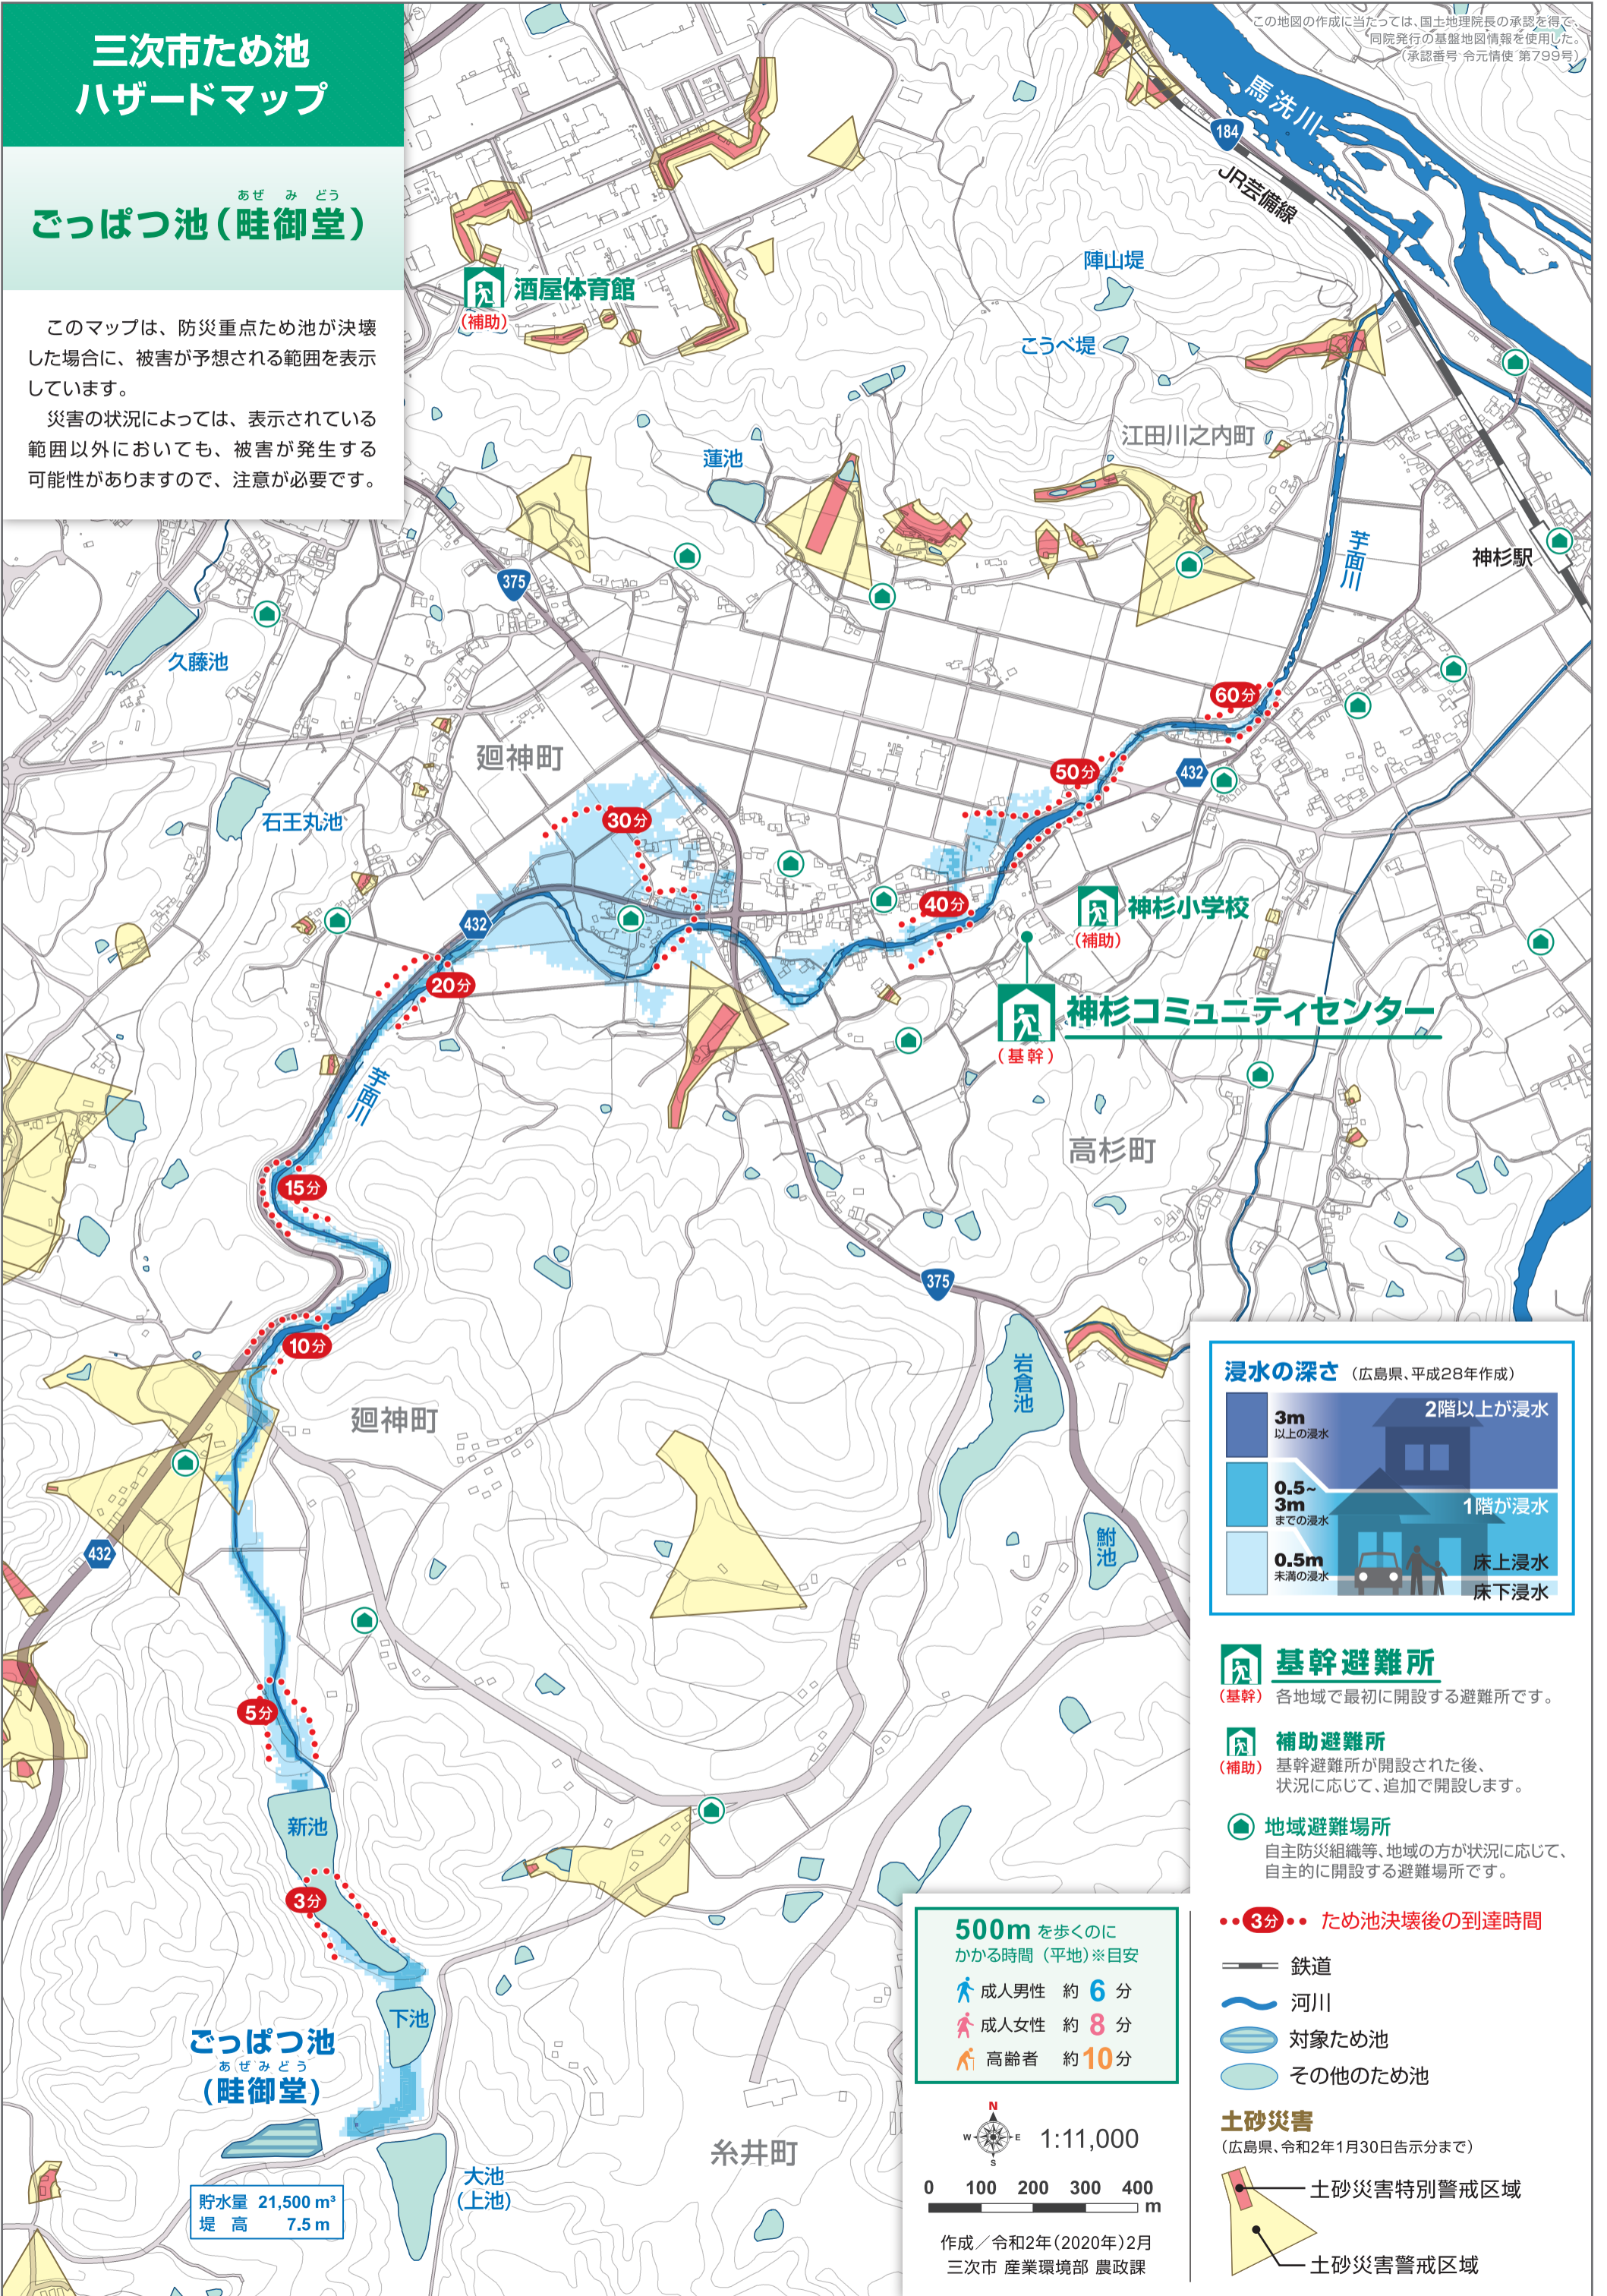 三次市ため池
ハザードマップ
あぜ み どう
ごっぱつ池(畦御堂)
このマップは、防災重点ため池が決壊
した場合に、被害が予想される範囲を表示
しています。
災害の状況によっては、表示されている
範囲以外においても、被害が発生する
可能性がありますので、注意が必要です。
この地図の作成に当たっては、国土地理院長の承認を得て、
同院発行の基盤地図情報を使用した。
(承認番号 令元情使 第799号)
馬洗川
184
JR芸備線
陣山堤
酒屋体育館
(補助)
こうべ堤
江田川之内町
蓮池
芋面川
神杉駅
375
久藤池
60分
廻神町
50分
432
石王丸池
30分
40分
神杉小学校
(補助)
432
20分
神杉コミュニティセンター
(基幹)
芋面川
高杉町
15分
375
10分
岩倉池
廻神町
鮒池
432
5分
新池
3分
下池
ごっぱつ池
あぜみどう
(畦御堂)
貯水量 21,500 m³
堤 高 7.5 m
大池
(上池)
糸井町
浸水の深さ (広島県、平成28年作成)
3m
以上の浸水
2階以上が浸水
0.5~
3m
までの浸水
1階が浸水
0.5m
未満の浸水
床上浸水
床下浸水
基幹避難所
(基幹) 各地域で最初に開設する避難所です。
補助避難所
(補助) 基幹避難所が開設された後、
状況に応じて、追加で開設します。
地域避難場所
自主防災組織等、地域の方が状況に応じて、
自主的に開設する避難場所です。
3分 ため池決壊後の到達時間
鉄道
河川
対象ため池
その他のため池
土砂災害
(広島県、令和2年1月30日告示分まで)
土砂災害特別警戒区域
土砂災害警戒区域
500m を歩くのに
かかる時間 (平地)※目安
成人男性 約 6 分
成人女性 約 8 分
高齢者 約10分
N
W E
S
1:11,000
0 100 200 300 400
m
作成/令和2年(2020年)2月
三次市 産業環境部 農政課